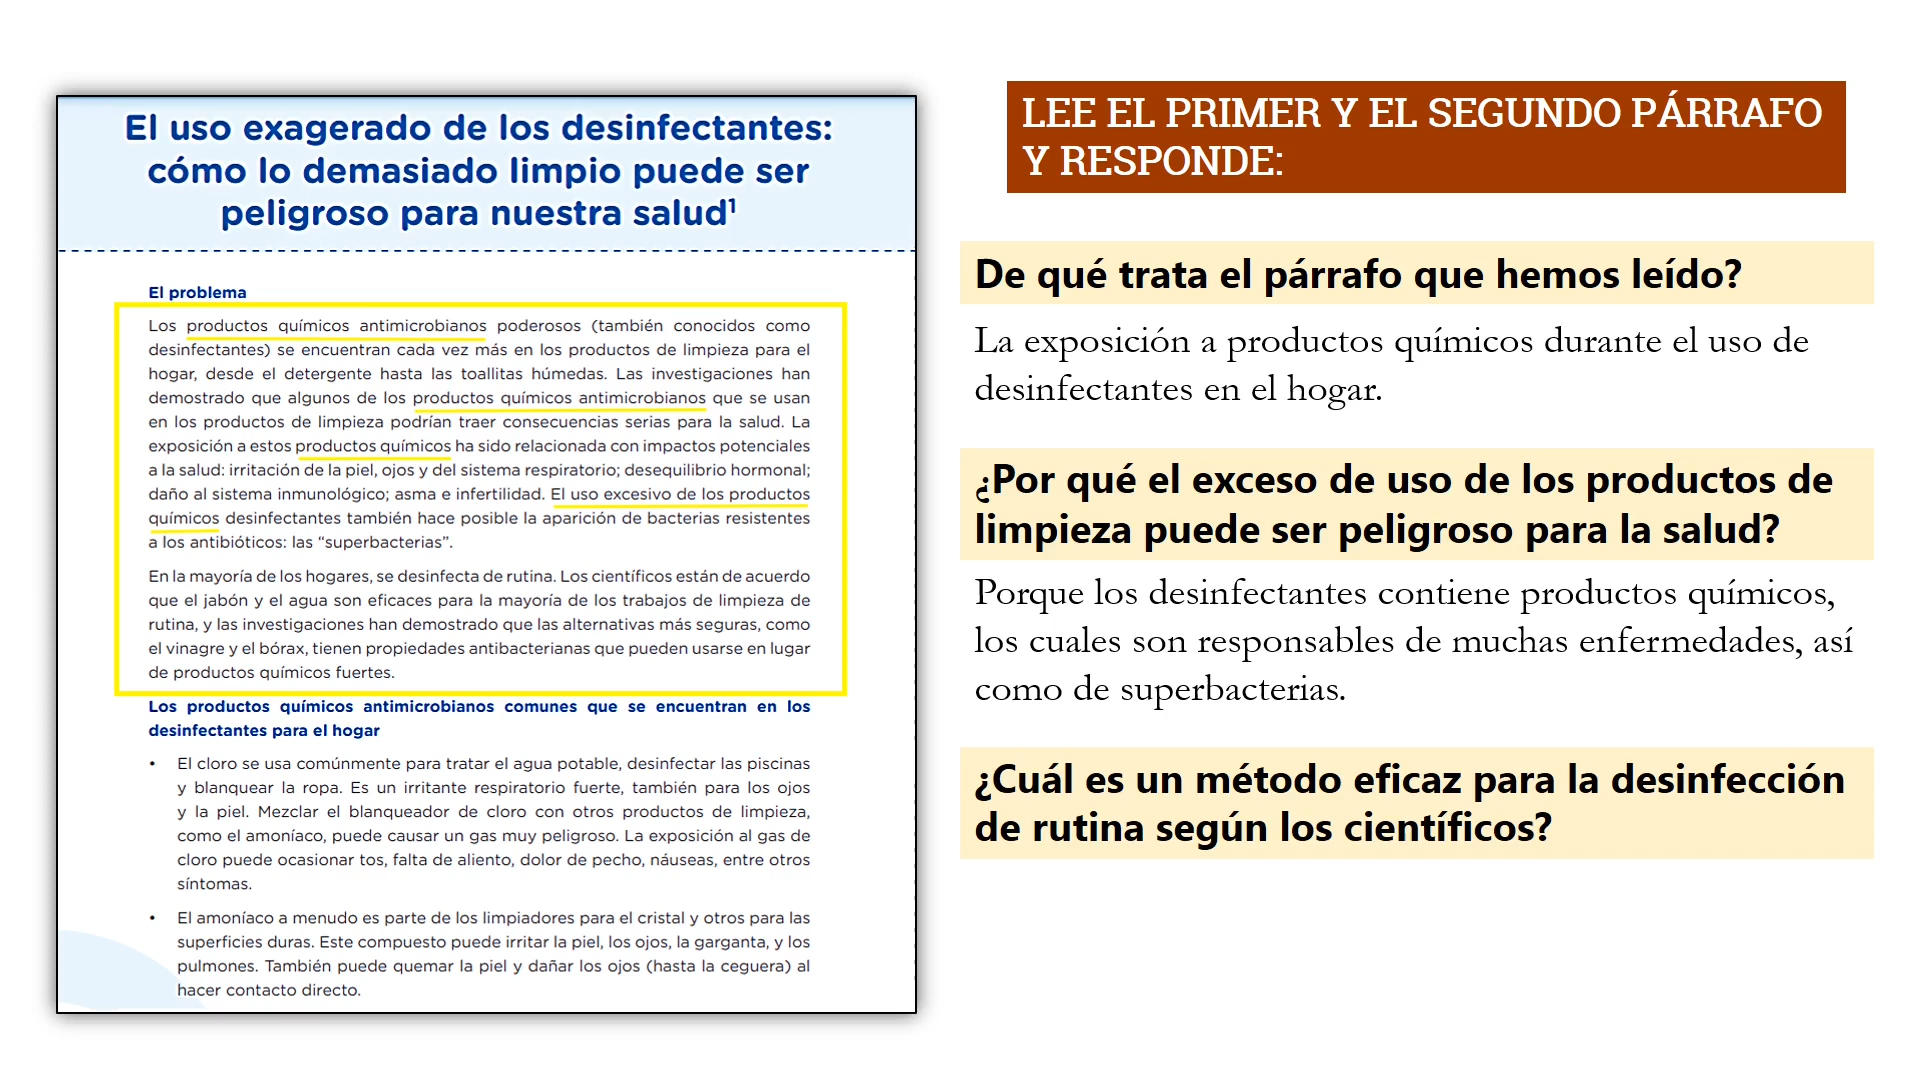 El uso exagerado de los desinfectantes:
cómo lo demasiado limpio puede ser
peligroso para nuestra salud¹
El problema
Los productos químicos antimicrobianos poderosos (también conocidos como
desinfectantes) se encuentran cada vez más en los productos de limpieza para el
hogar, desde el detergente hasta las toallitas húmedas. Las investigaciones han
demostrado que algunos de los productos químicos antimicrobianos que se usan
en los productos de limpieza podrían traer consecuencias serias para la salud. La
exposición a estos productos químicos ha sido relacionada con impactos potenciales
a la salud: irritación de la piel, ojos y del sistema respiratorio; desequilibrio hormonal;
daño al sistema inmunológico; asma e infertilidad. El uso excesivo de los productos
químicos desinfectantes también hace posible la aparición de bacterias resistentes
a los antibióticos: las “superbacterias”.
En la mayoría de los hogares, se desinfecta de rutina. Los científicos están de acuerdo
que el jabón y el agua son eficaces para la mayoría de los trabajos de limpieza de
rutina, y las investigaciones han demostrado que las alternativas más seguras, como
el vinagre y el bórax, tienen propiedades antibacterianas que pueden usarse en lugar
de productos químicos fuertes.
Los productos químicos antimicrobianos comunes que se encuentran en los
desinfectantes para el hogar
• El cloro se usa comúnmente para tratar el agua potable, desinfectar las piscinas
y blanquear la ropa. Es un irritante respiratorio fuerte, también para los ojos
y la piel. Mezclar el blanqueador de cloro con otros productos de limpieza,
como el amoníaco, puede causar un gas muy peligroso. La exposición al gas de
cloro puede ocasionar tos, falta de aliento, dolor de pecho, náuseas, entre otros
síntomas.
• El amoníaco a menudo es parte de los limpiadores para el cristal y otros para las
superficies duras. Este compuesto puede irritar la piel, los ojos, la garganta, y los
pulmones. También puede quemar la piel y dañar los ojos (hasta la ceguera) al
hacer contacto directo.
LEE EL PRIMER Y EL SEGUNDO PÁRRAFO
Y RESPONDE:
De qué trata el párrafo que hemos leído?
La exposición a productos químicos durante el uso de
desinfectantes en el hogar.
¿Por qué el exceso de uso de los productos de
limpieza puede ser peligroso para la salud?
Porque los desinfectantes contiene productos químicos,
los cuales son responsables de muchas enfermedades, así
como de superbacterias.
¿Cuál es un método eficaz para la desinfección
de rutina según los científicos?